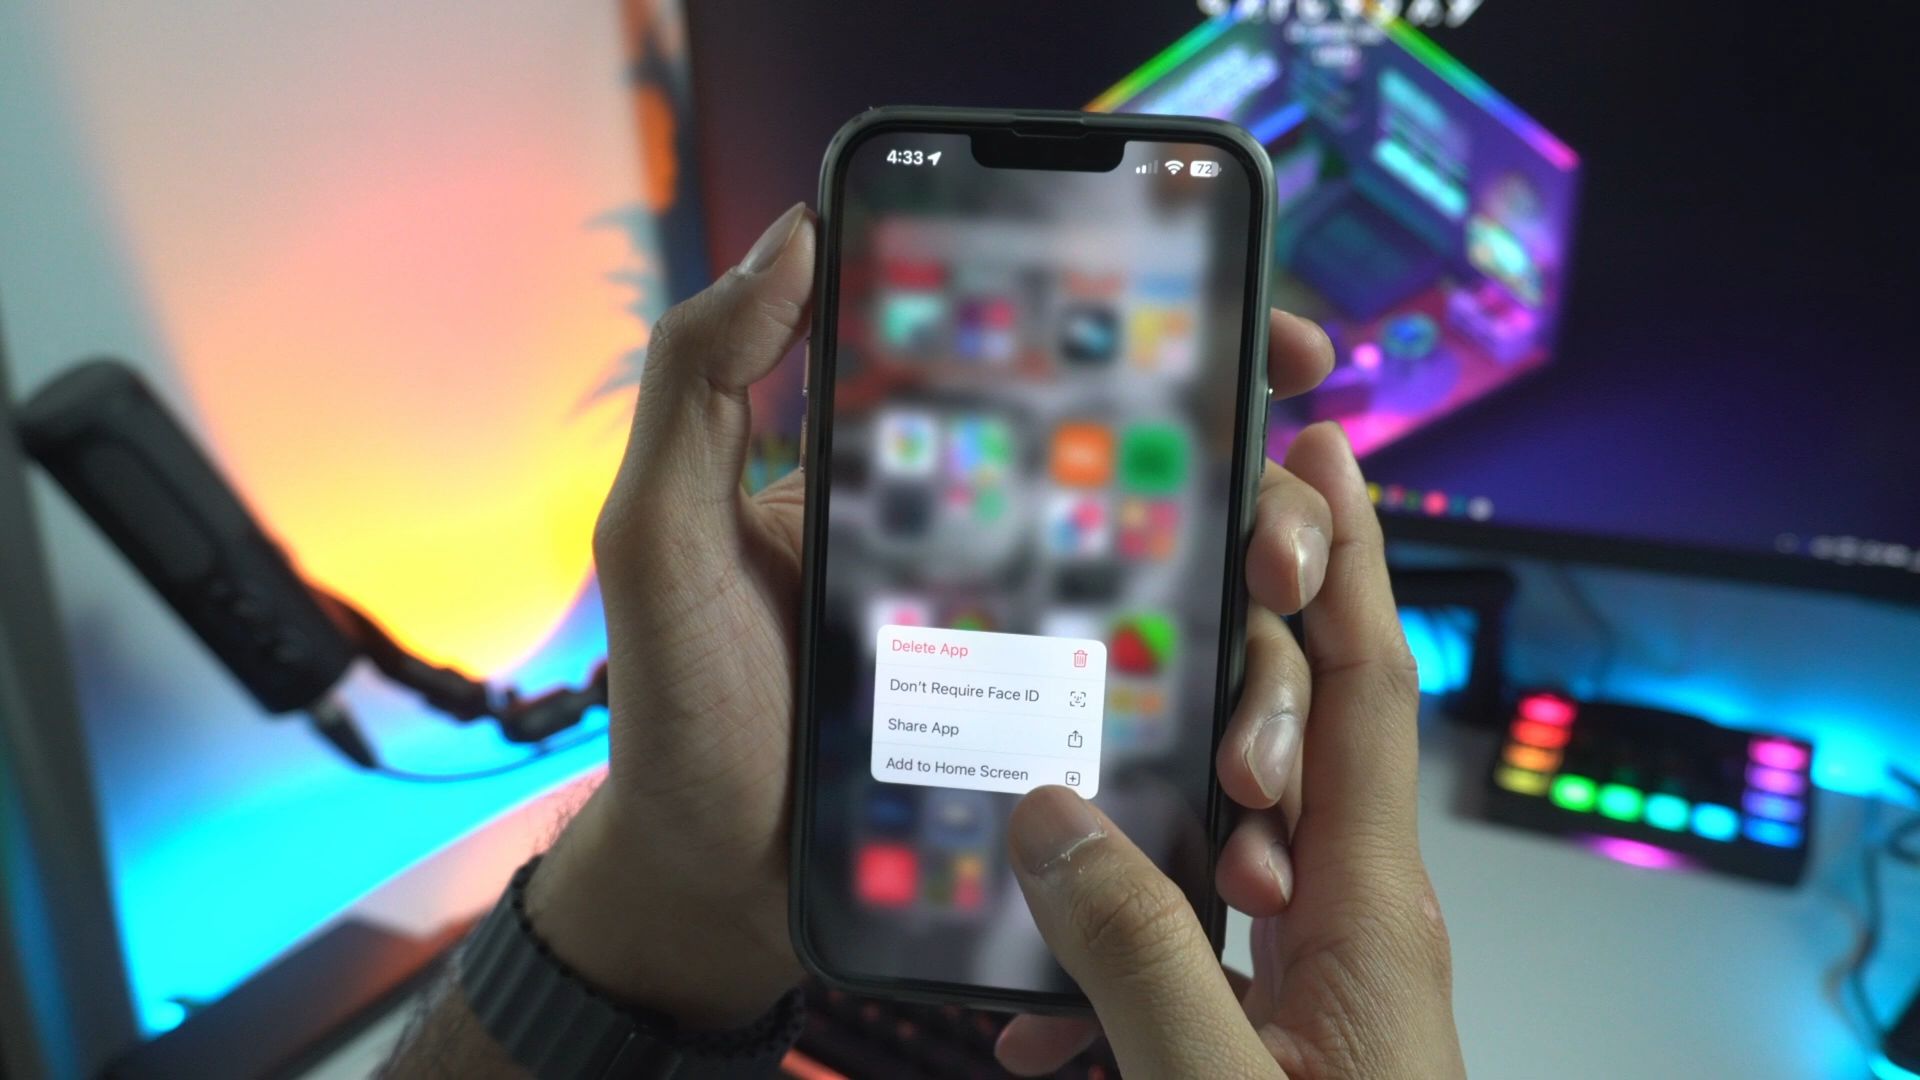 4:33
72
Delete App
Don't Require Face ID
Share App
Add to Home Screen